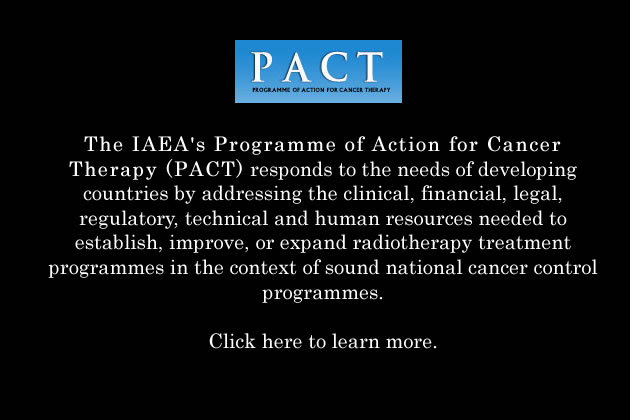 PACT
PROGRAMME OF ACTION FOR CANCER THERAPY
The IAEA's Programme of Action for Cancer
Therapy (PACT) responds to the needs of developing
countries by addressing the clinical, financial, legal,
regulatory, technical and human resources needed to
establish, improve, or expand radiotherapy treatment
programmes in the context of sound national cancer control
programmes.
Click here to learn more.